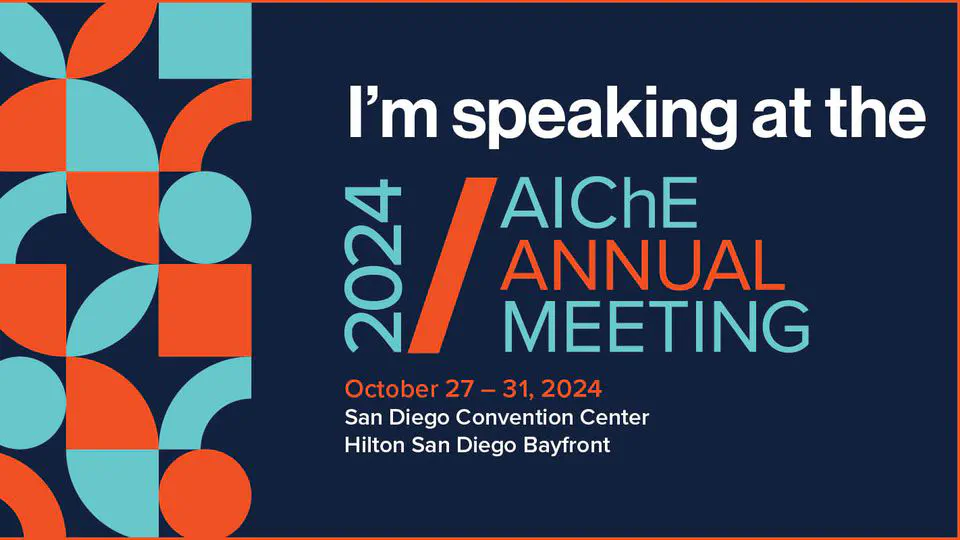 I'm speaking at the
2024
AIChE
ANNUAL
MEETING
October 27 – 31, 2024
San Diego Convention Center
Hilton San Diego Bayfront